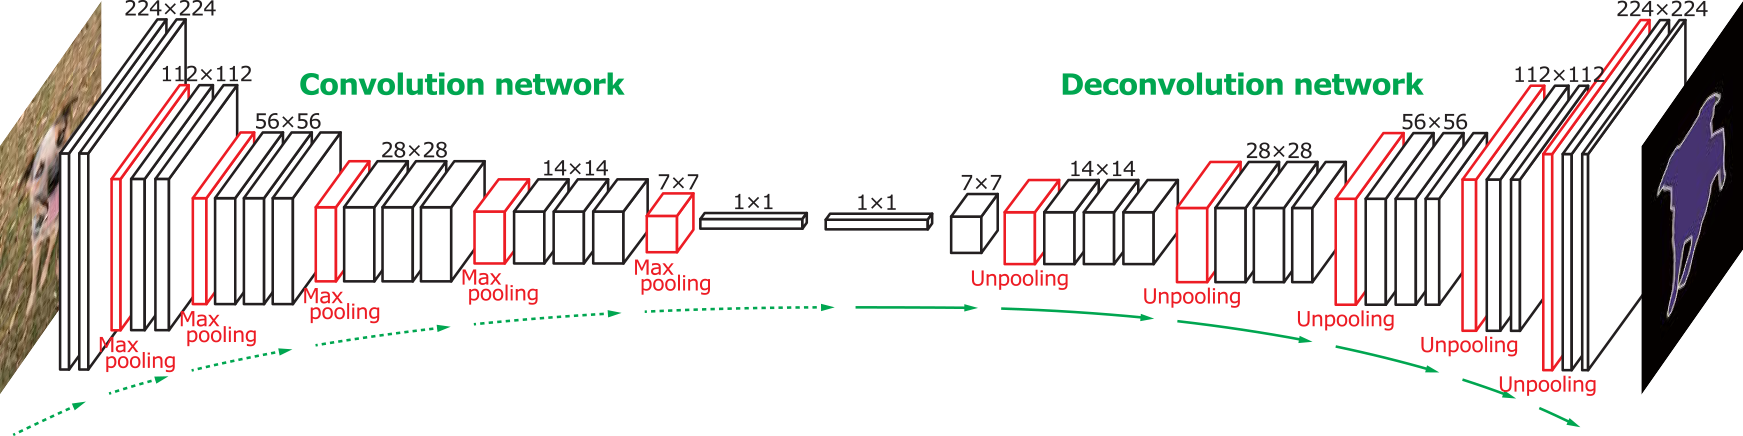 224×224
112×112
Convolution network
56×56
28×28
14×14
7×7
1×1
1×1
Deconvolution network
7×7
14×14
28×28
56×56
112×112
224×224
Max
pooling
Max
pooling
Max
pooling
Max
pooling
Max
pooling
Unpooling
Unpooling
Unpooling
Unpooling
Unpooling